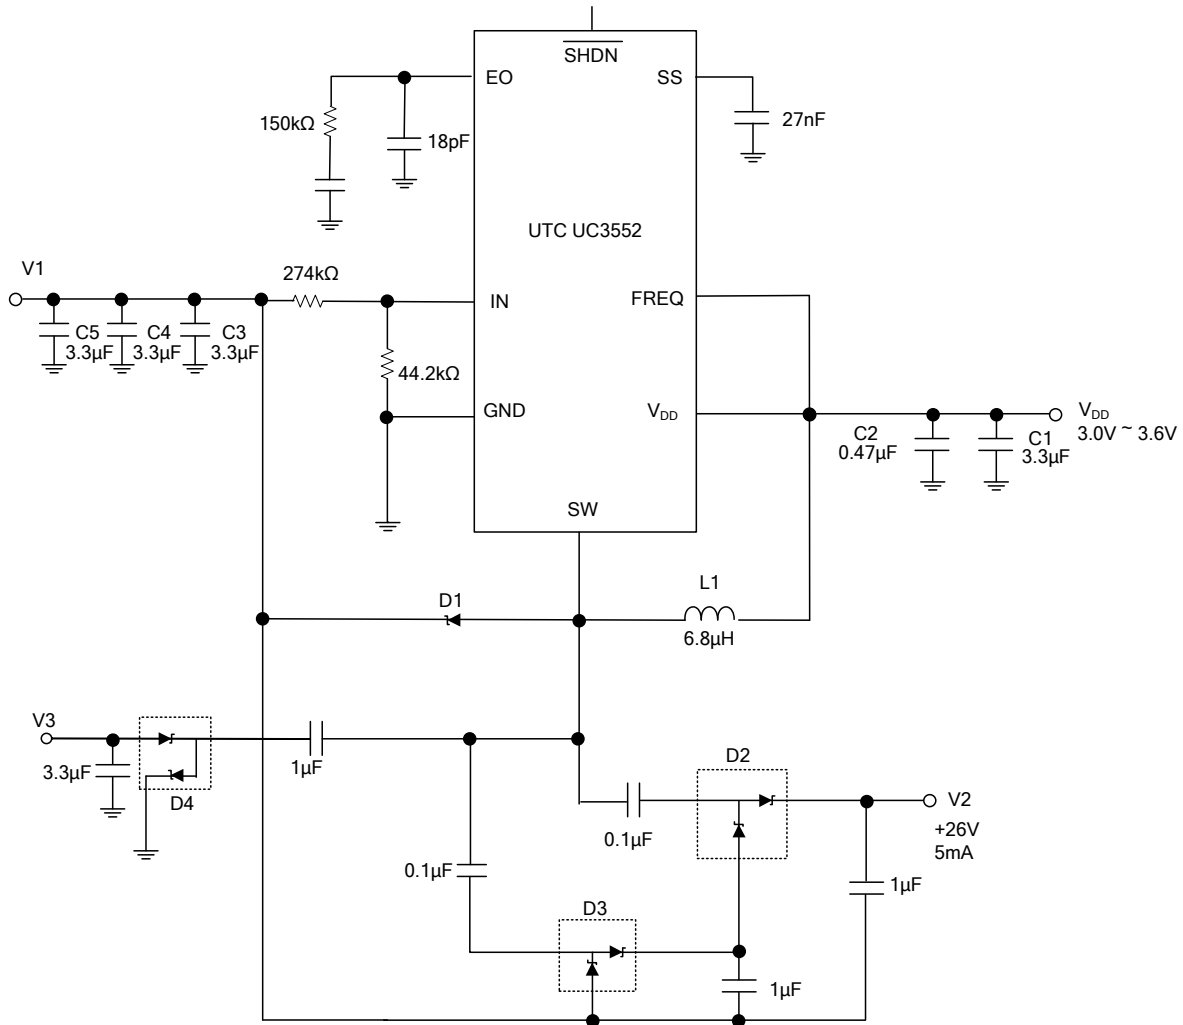 SHDN
EO
SS
150kΩ
18pF
27nF
UTC UC3552
V1
274kΩ
IN
FREQ
C5
3.3µF
C4
3.3µF
C3
3.3µF
44.2kΩ
GND
VDD
VDD
3.0V ~ 3.6V
C2
0.47µF
C1
3.3µF
SW
L1
6.8µH
D1
V3
3.3µF
D4
1µF
D2
0.1µF
V2
+26V
5mA
0.1µF
1µF
D3
1µF